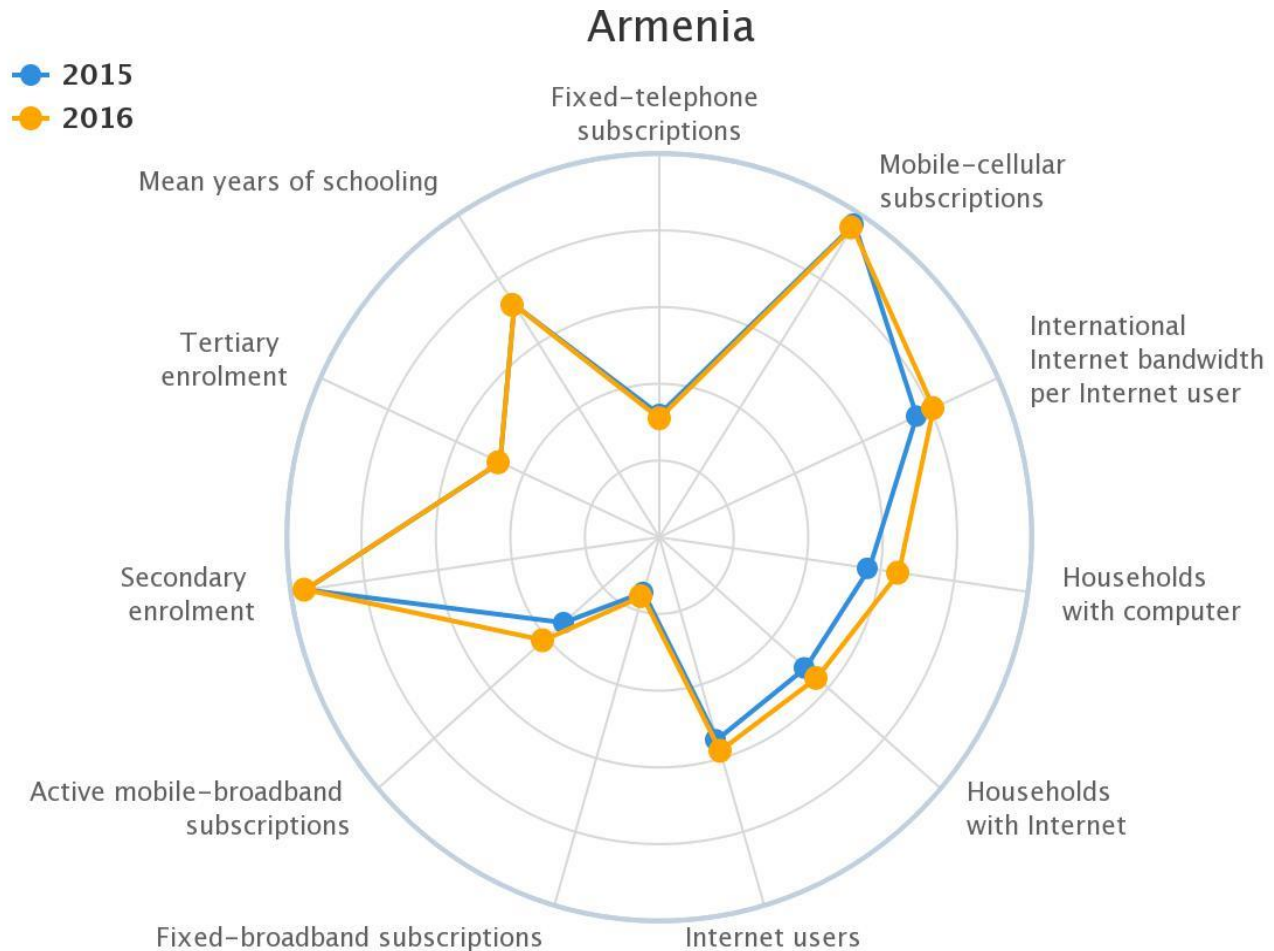 Armenia
2015
2016
Fixed-telephone
subscriptions
Mobile-cellular
subscriptions
International
Internet bandwidth
per Internet user
Households
with computer
Households
with Internet
Internet users
Fixed-broadband subscriptions
Active mobile-broadband
subscriptions
Secondary
enrolment
Tertiary
enrolment
Mean years of schooling